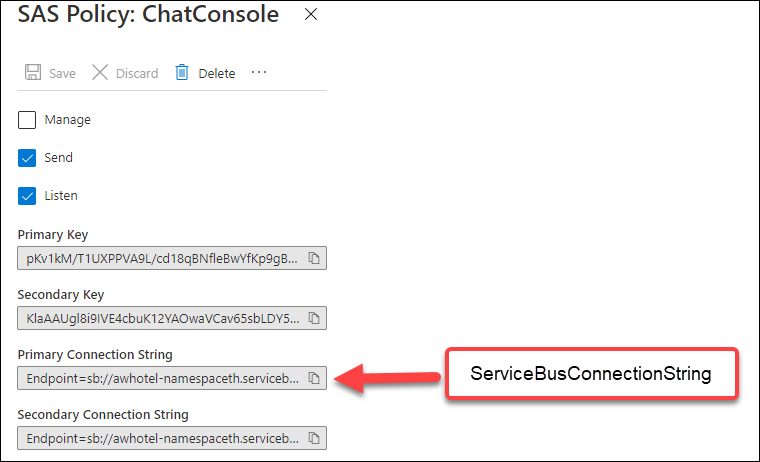 SAS Policy: ChatConsole
Save Discard Delete ...
Manage
Send
Listen
Primary Key
pKv1kM/T1UXPPVA9L/cd18qBNfleBwYfKp9gB...
Secondary Key
KlaAAUgl8i9IVE4cbuK12YAOwaVCav65sbLDY5...
Primary Connection String
Endpoint=sb://awhotel-namespaceth.serviceb...
ServiceBusConnectionString
Secondary Connection String
Endpoint=sb://awhotel-namespaceth.serviceb...